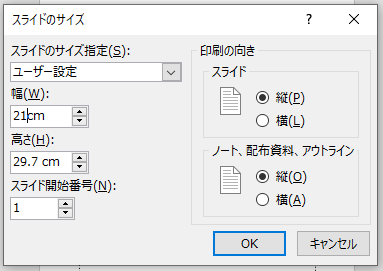 スライドのサイズ
スライドのサイズ指定(S):
ユーザー設定
幅(W):
21cm
高さ(H):
29.7 cm
スライド開始番号(N):
1
印刷の向き
スライド
縦(P)
横(L)
ノート、配布資料、アウトライン
縦(O)
横(A)
OK
キャンセル